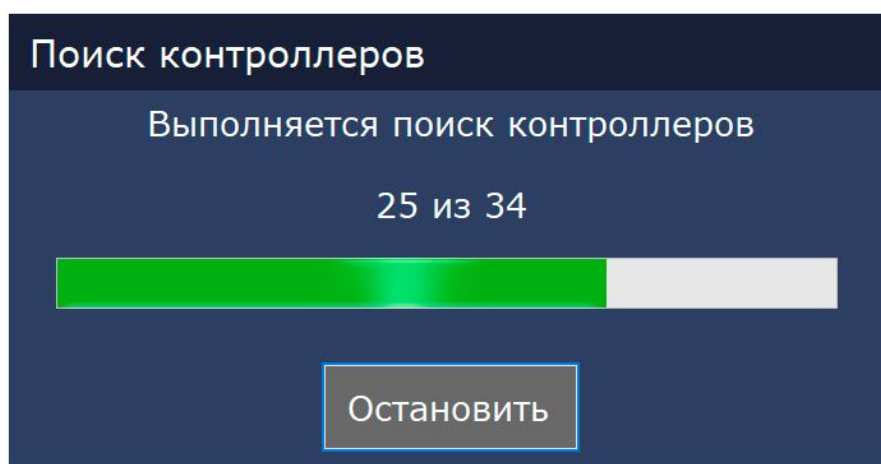 Поиск контроллеров
Выполняется поиск контроллеров
25 из 34
Остановить